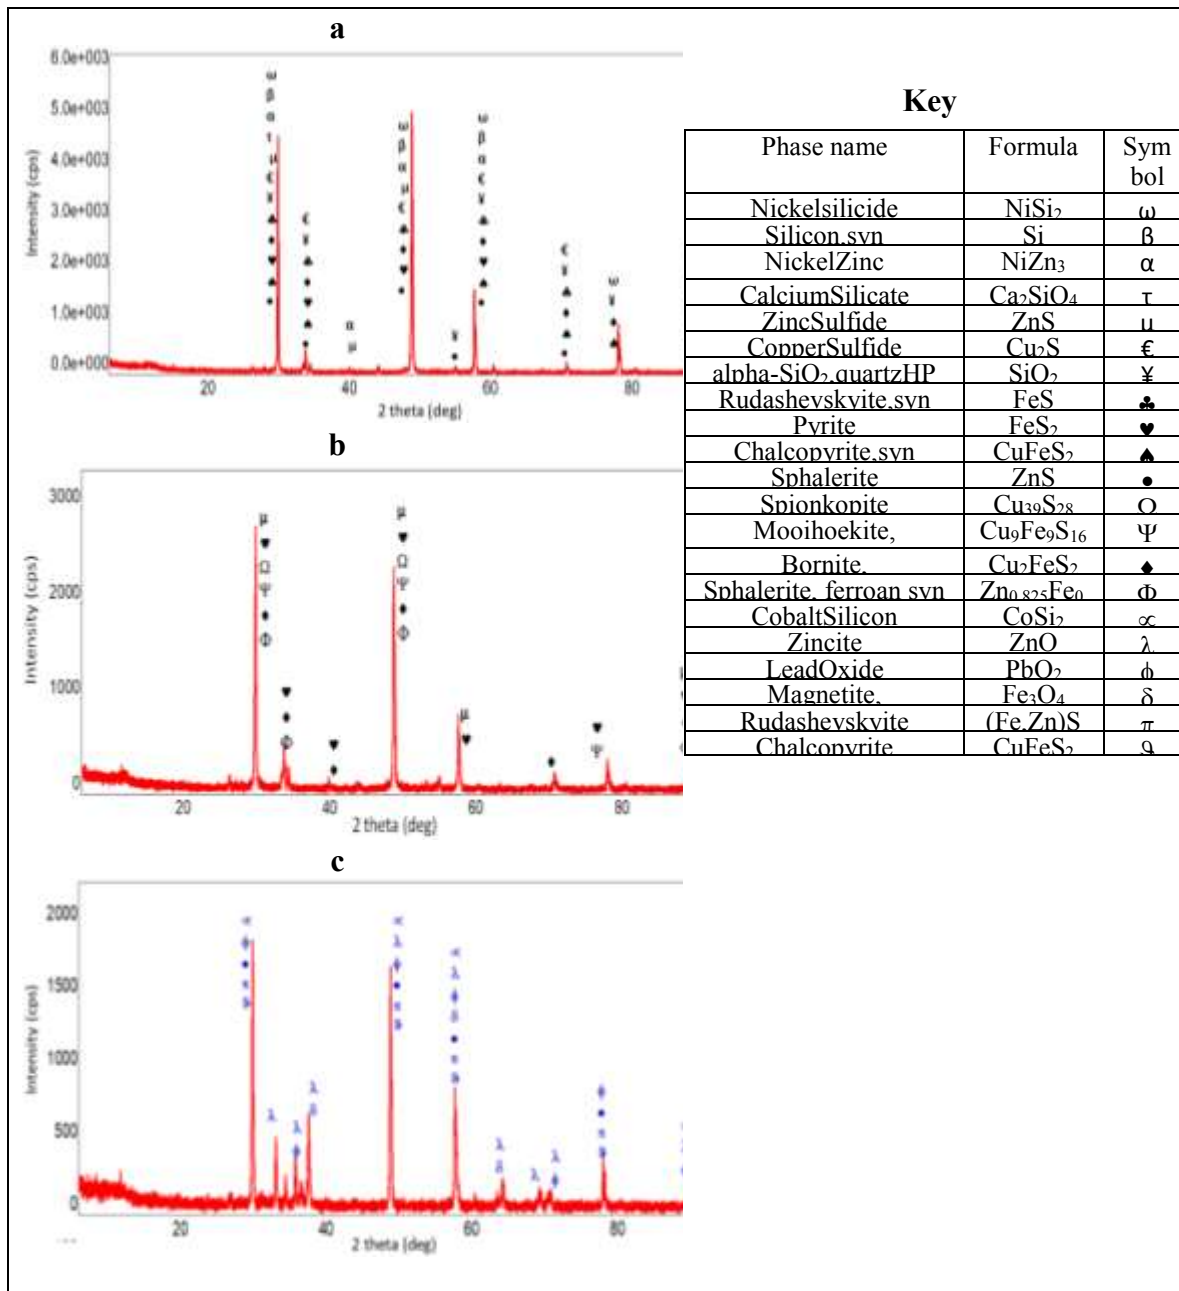 a
6.0e+003
5.0e+003
4.0e+003
3.0e+003
2.0e+003
1.0e+003
0.0e+000
Intensity (cps)
ω
β
α
τ
μ
€
¥
♣
♦
♥
♠
●
€
¥
♣
♦
♥
♠
●
α
μ
ω
β
α
μ
€
¥
♣
♦
♥
●
¥
●
ω
β
α
€
¥
♣
♦
♥
♠
●
€
¥
♣
♦
♠
●
ω
¥
♦
♠
20 40 60 80
2 theta (deg)
b
3000
2000
1000
0
Intensity (cps)
μ
♥
Ω
Ψ
♦
Φ
♥
♦
Φ
♥
♦
μ
♥
Ω
Ψ
♦
Φ
μ
♥
♦
♥
Ψ
20 40 60 80
2 theta (deg)
c
2000
1500
1000
500
0
Intensity (cps)
∝
ϕ
●
π
λ
λ
ϕ
λ
δ
∝
λ
ϕ
●
π
∝
λ
ϕ
δ
●
π
λ
δ
λ
λ
ϕ
ϕ
●
π
20 40 60 80
2 theta (deg)
Key
Phase name Formula Sym
bol
Nickelsilicide NiSi₂ ω
Silicon,syn Si β
NickelZinc NiZn₃ α
CalciumSilicate Ca₂SiO₄ τ
ZincSulfide ZnS μ
CopperSulfide Cu₂S €
alpha-SiO₂,quartzHP SiO₂ ¥
Rudashevskyite,syn FeS ♣
Pyrite FeS₂ ♥
Chalcopyrite,syn CuFeS₂ ♠
Sphalerite ZnS ●
Spionkopite Cu₃₉S₂₈ Ω
Mooihoekite, Cu₉Fe₉S₁₆ Ψ
Bornite, Cu₂FeS₂ ♦
Sphalerite, ferroan syn Zn₀.₈₂₅Fe₀ Φ
CobaltSilicon CoSi₂ ∝
Zincite ZnO λ
LeadOxide PbO₂ ϕ
Magnetite, Fe₃O₄ δ
Rudashevskyite (Fe,Zn)S π
Chalcopyrite CuFeS₂